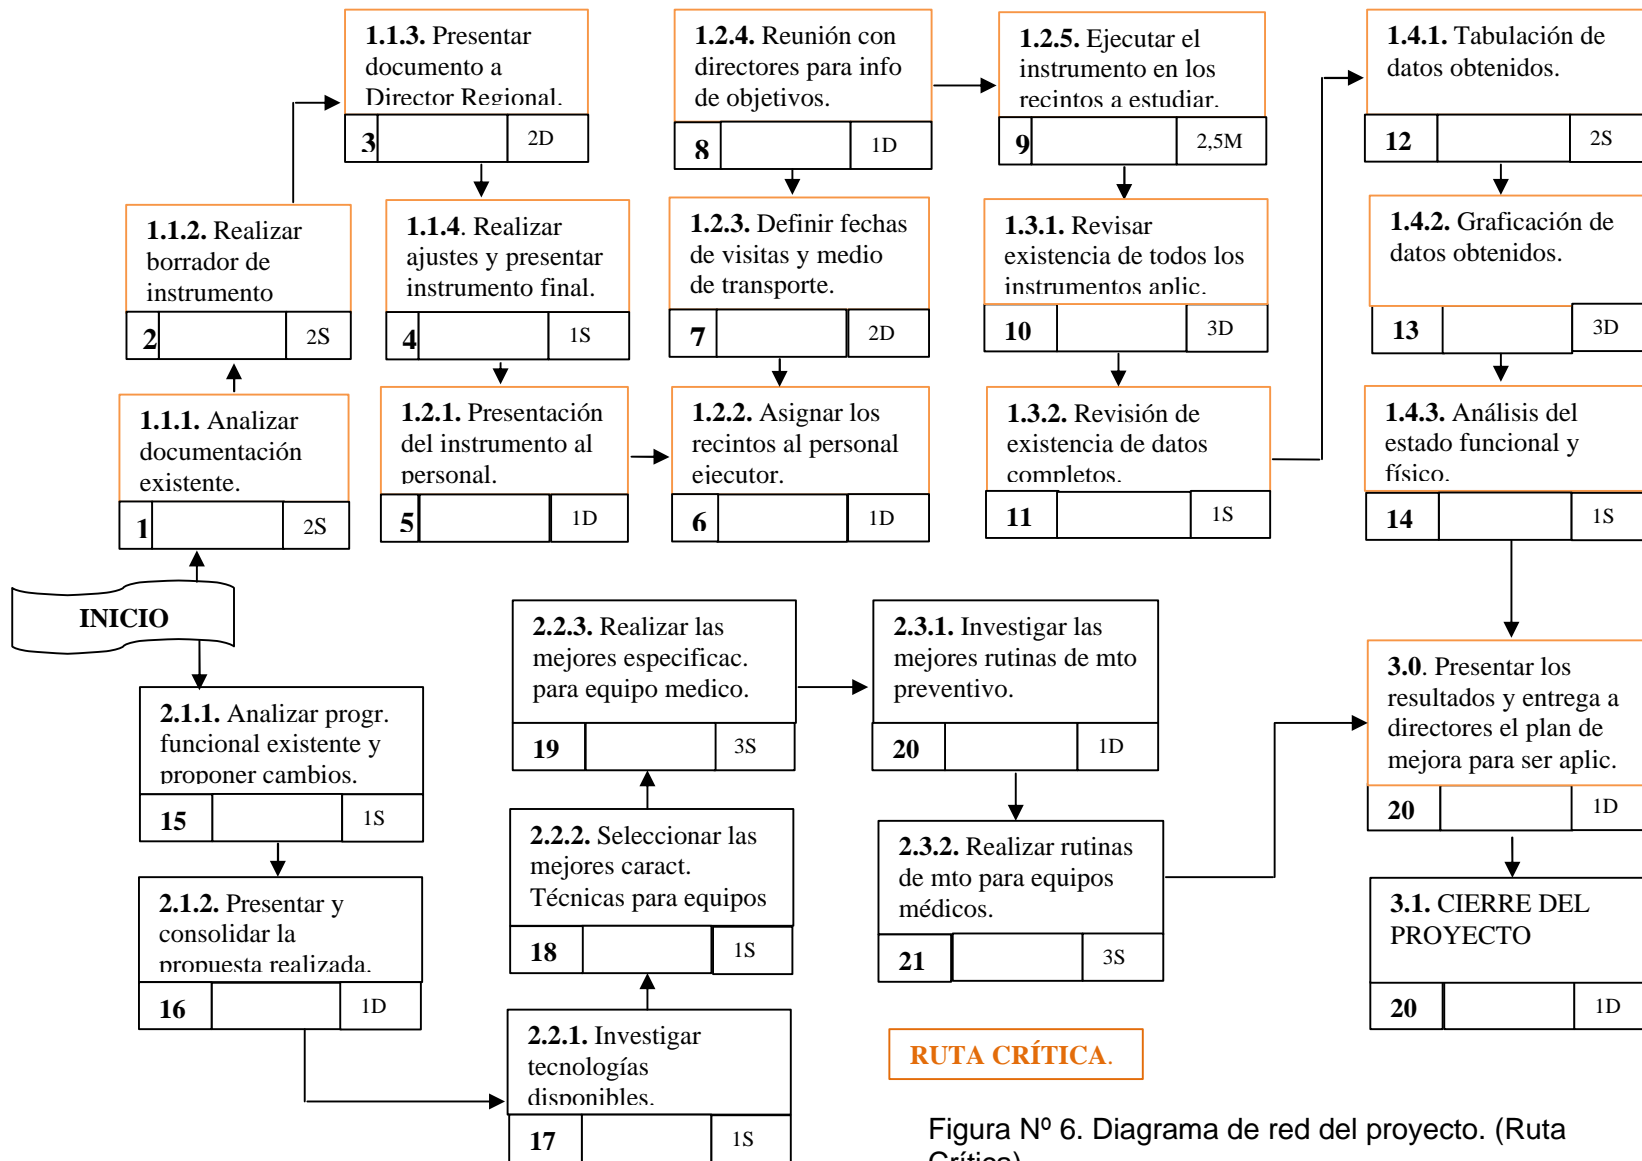 1.1.3. Presentar
documento a
Director Regional.
3
2D
1.2.4. Reunión con
directores para info
de objetivos.
8
1D
1.2.5. Ejecutar el
instrumento en los
recintos a estudiar.
9
2,5M
1.4.1. Tabulación de
datos obtenidos.
12
2S
1.1.2. Realizar
borrador de
instrumento
2
2S
1.1.4. Realizar
ajustes y presentar
instrumento final.
4
1S
1.2.3. Definir fechas
de visitas y medio
de transporte.
7
2D
1.3.1. Revisar
existencia de todos los
instrumentos aplic.
10
3D
1.4.2. Graficación de
datos obtenidos.
13
3D
1.1.1. Analizar
documentación
existente.
1
2S
1.2.1. Presentación
del instrumento al
personal.
5
1D
1.2.2. Asignar los
recintos al personal
ejecutor.
6
1D
1.3.2. Revisión de
existencia de datos
completos.
11
1S
1.4.3. Análisis del
estado funcional y
físico.
14
1S
INICIO
2.1.1. Analizar progr.
funcional existente y
proponer cambios.
15
1S
2.2.3. Realizar las
mejores especificac.
para equipo medico.
19
3S
2.3.1. Investigar las
mejores rutinas de mto
preventivo.
20
1D
3.0. Presentar los
resultados y entrega a
directores el plan de
mejora para ser aplic.
20
1D
2.1.2. Presentar y
consolidar la
propuesta realizada.
16
1D
2.2.2. Seleccionar las
mejores caract.
Técnicas para equipos
18
1S
2.3.2. Realizar rutinas
de mto para equipos
médicos.
21
3S
3.1. CIERRE DEL
PROYECTO
20
1D
2.2.1. Investigar
tecnologías
disponibles.
17
1S
RUTA CRÍTICA.
Figura Nº 6. Diagrama de red del proyecto. (Ruta
Crítica)